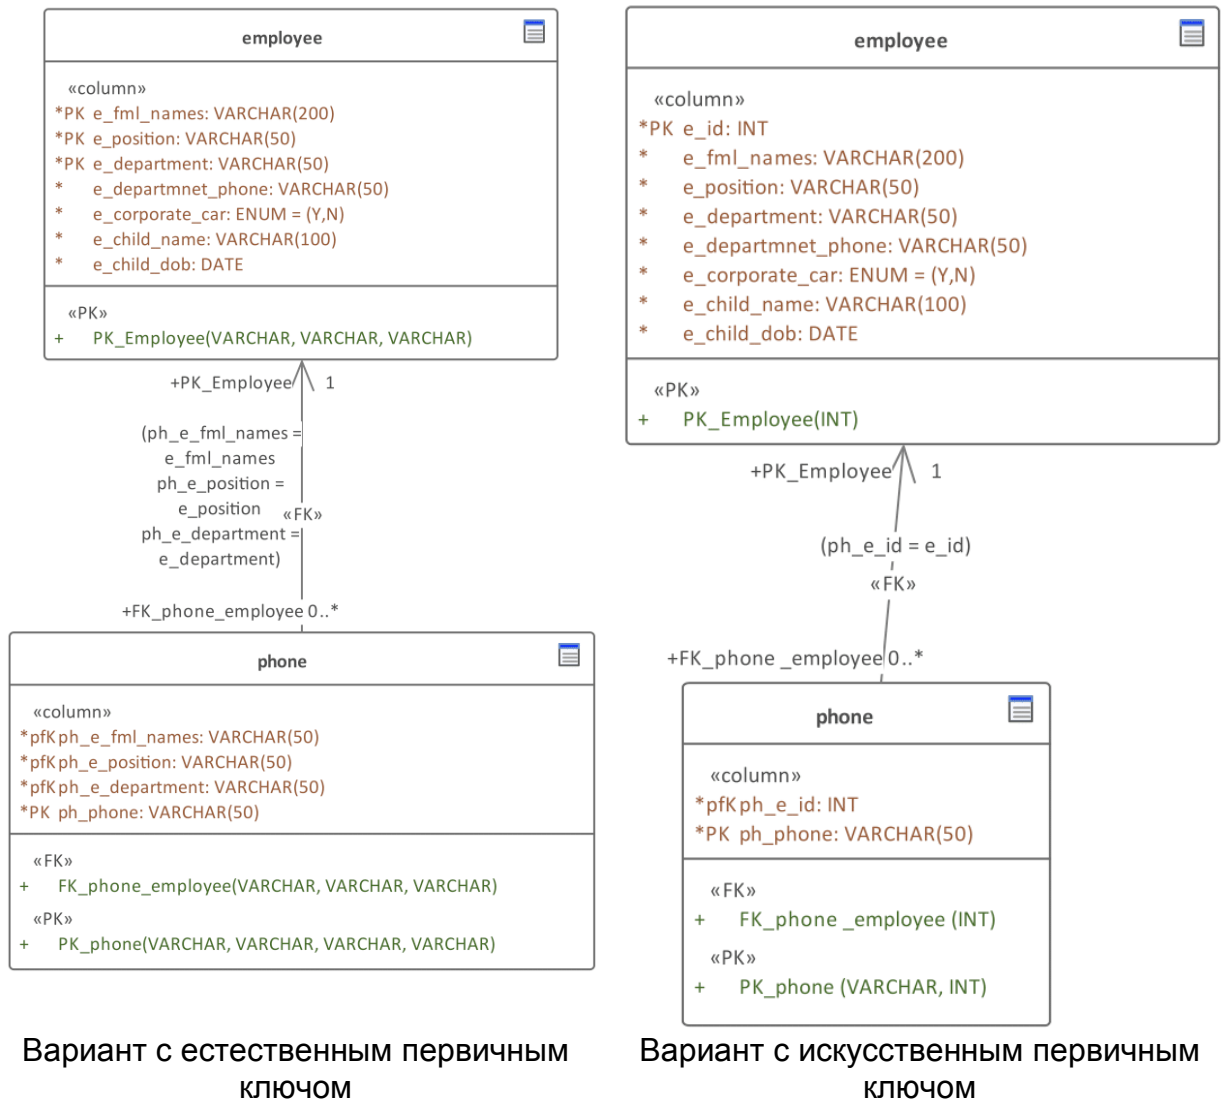 employee
«column»
*PK e_fml_names: VARCHAR(200)
*PK e_position: VARCHAR(50)
*PK e_department: VARCHAR(50)
* e_departmnet_phone: VARCHAR(50)
* e_corporate_car: ENUM = (Y,N)
* e_child_name: VARCHAR(100)
* e_child_dob: DATE
«PK»
+ PK_Employee(VARCHAR, VARCHAR, VARCHAR)
+PK_Employee 1
(ph_e_fml_names =
e_fml_names
ph_e_position =
e_position
ph_e_department =
e_department)
«FK»
+FK_phone_employee 0..*
phone
«column»
*pfK ph_e_fml_names: VARCHAR(50)
*pfK ph_e_position: VARCHAR(50)
*pfK ph_e_department: VARCHAR(50)
*PK ph_phone: VARCHAR(50)
«FK»
+ FK_phone_employee(VARCHAR, VARCHAR, VARCHAR)
«PK»
+ PK_phone(VARCHAR, VARCHAR, VARCHAR, VARCHAR)
Вариант с естественным первичным
ключом
employee
«column»
*PK e_id: INT
* e_fml_names: VARCHAR(200)
* e_position: VARCHAR(50)
* e_department: VARCHAR(50)
* e_departmnet_phone: VARCHAR(50)
* e_corporate_car: ENUM = (Y,N)
* e_child_name: VARCHAR(100)
* e_child_dob: DATE
«PK»
+ PK_Employee(INT)
+PK_Employee 1
(ph_e_id = e_id)
«FK»
+FK_phone _employee 0..*
phone
«column»
*pfK ph_e_id: INT
*PK ph_phone: VARCHAR(50)
«FK»
+ FK_phone _employee (INT)
«PK»
+ PK_phone (VARCHAR, INT)
Вариант с искусственным первичным
ключом